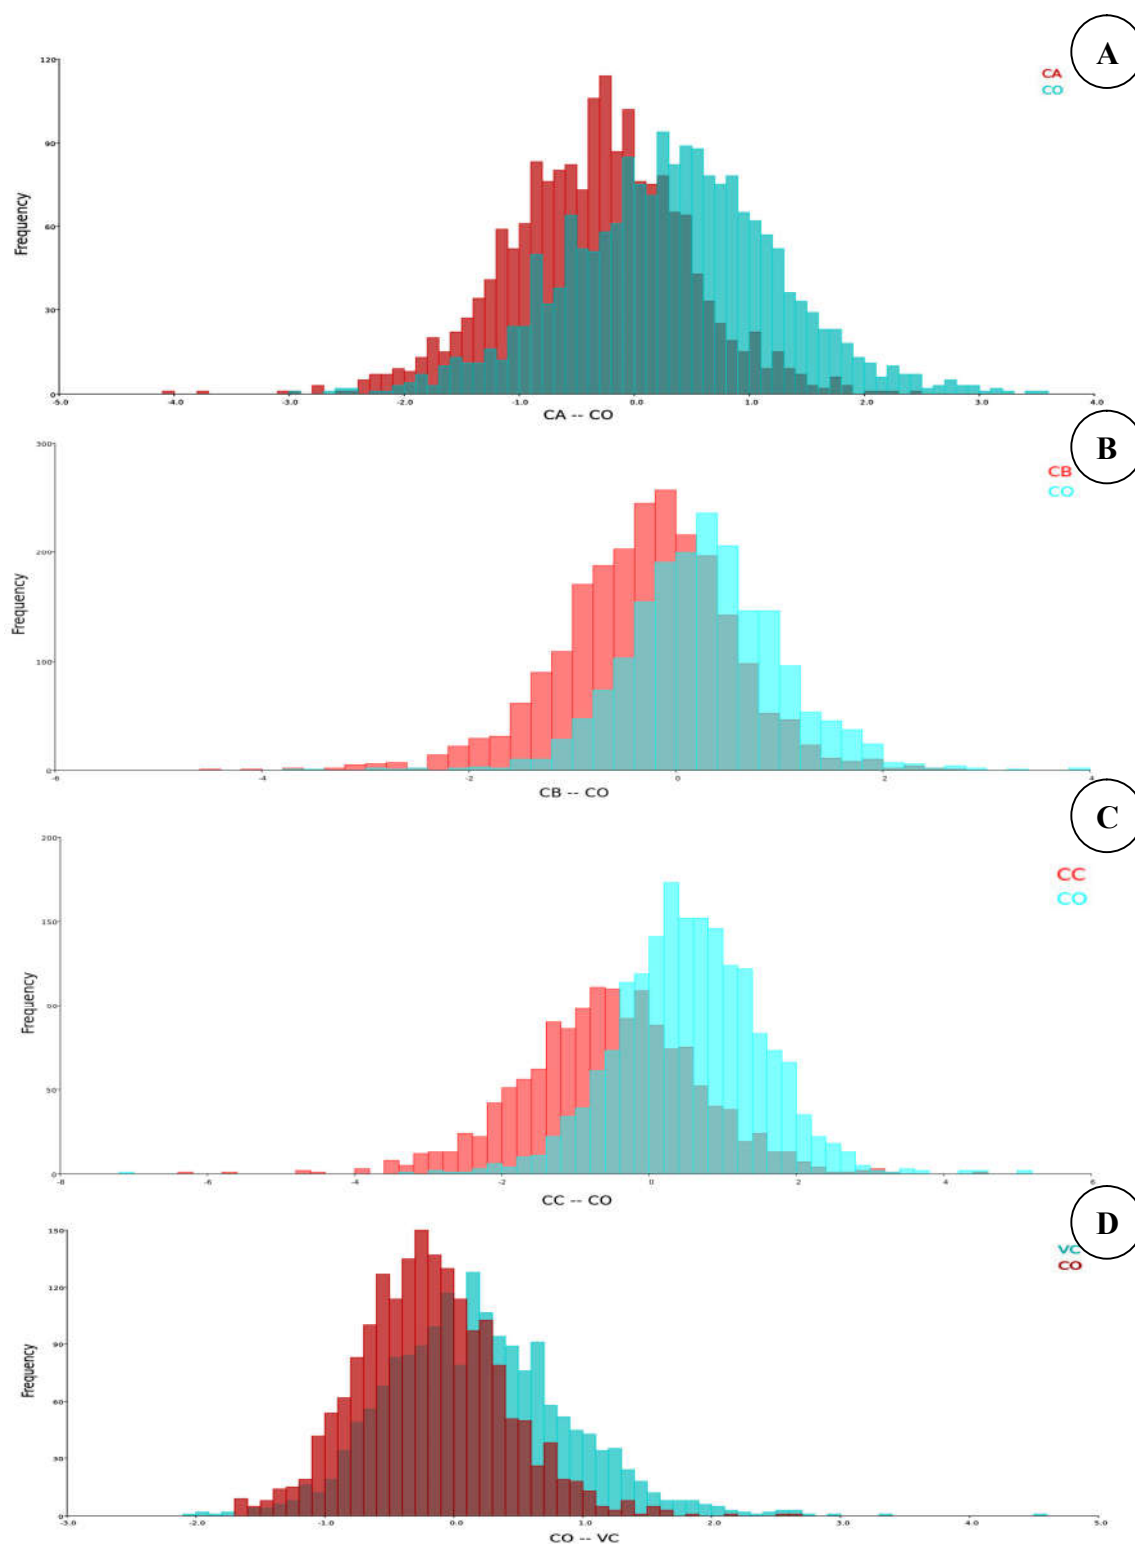 A
120
CA
CO
90
Frequency
60
30
0
-5.0 -4.0 -3.0 -2.0 -1.0 0.0 1.0 2.0 3.0 4.0
CA -- CO
B
300
CB
CO
200
Frequency
100
0
-6 -4 -2 0 2 4
CB -- CO
C
200
CC
CO
150
Frequency
50
0
-8 -6 -4 -2 0 2 4 6
CC -- CO
D
150
VC
CO
120
90
Frequency
60
30
0
-3.0 -2.0 -1.0 0.0 1.0 2.0 3.0 4.0 5.0
CO -- VC